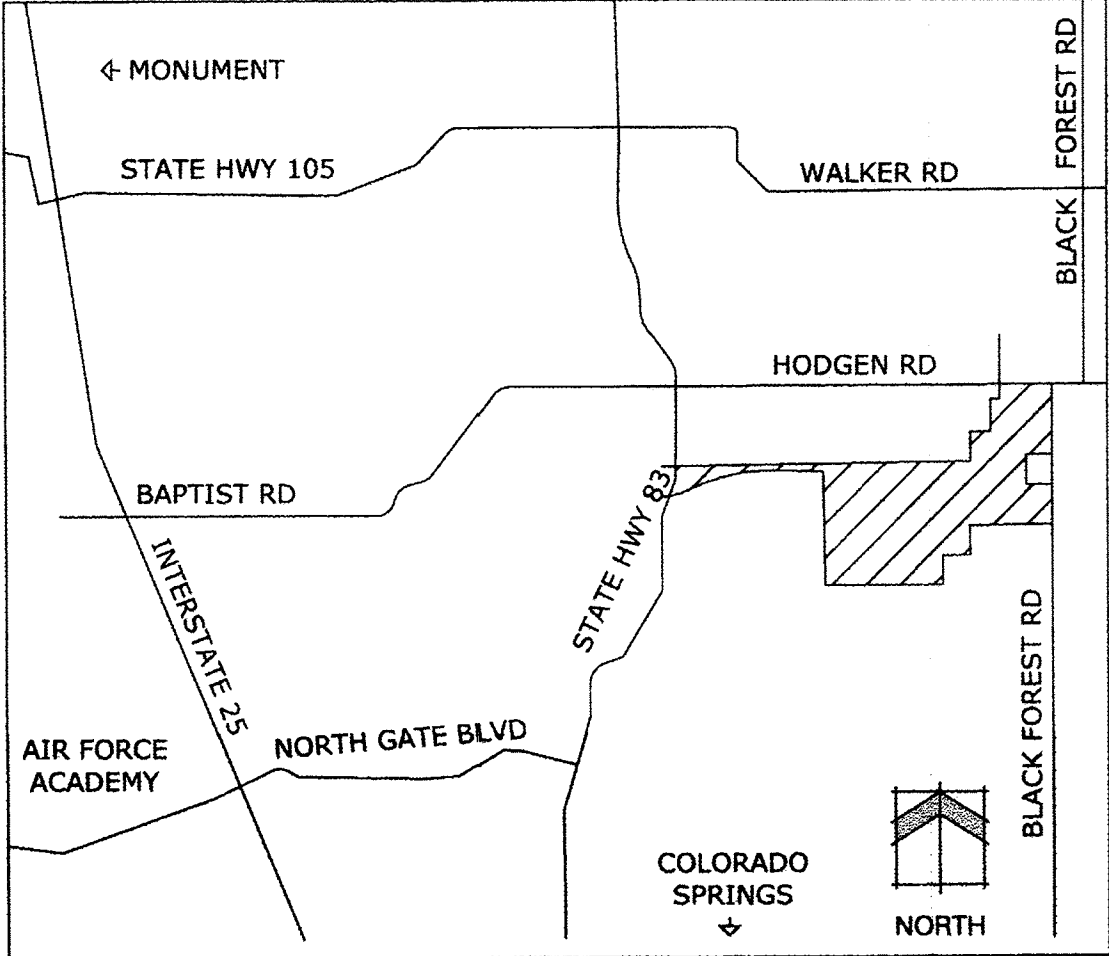 MONUMENT
BLACK FOREST RD
STATE HWY 105
WALKER RD
HODGEN RD
BAPTIST RD
STATE HWY 83
INTERSTATE 25
BLACK FOREST RD
AIR FORCE
ACADEMY
NORTH GATE BLVD
COLORADO
SPRINGS
NORTH